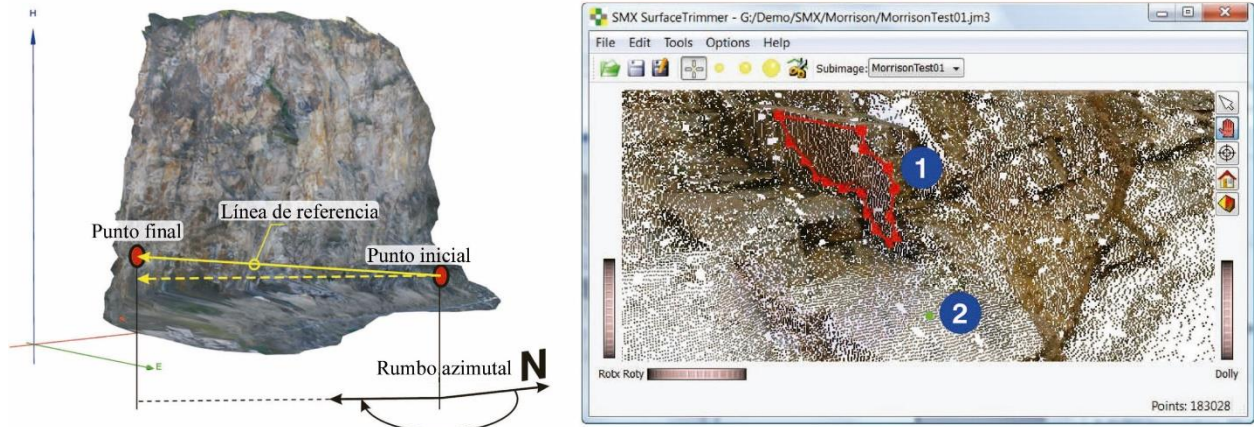 H
Línea de referencia
Punto final
Punto inicial
E
Rumbo azimutal
N
SMX SurfaceTrimmer - G:/Demo/SMX/Morrison/MorrisonTest01.jm3
File Edit Tools Options Help
Subimage: MorrisonTest01
1
2
Rotx Roty
Dolly
Points: 183028